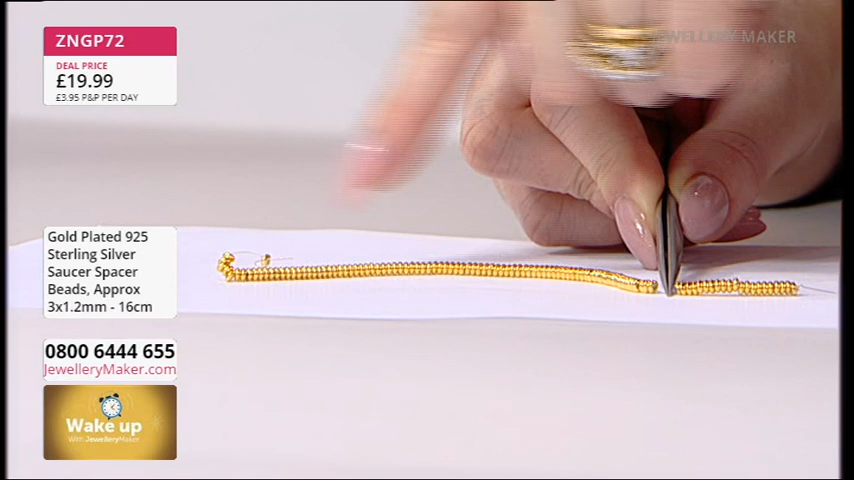 ZNGP72
DEAL PRICE
£19.99
£3.95 P&P PER DAY
JEWELLERY MAKER
Gold Plated 925
Sterling Silver
Saucer Spacer
Beads, Approx
3x1.2mm - 16cm
0800 6444 655
JewelleryMaker.com
Wake up
With JewelleryMaker